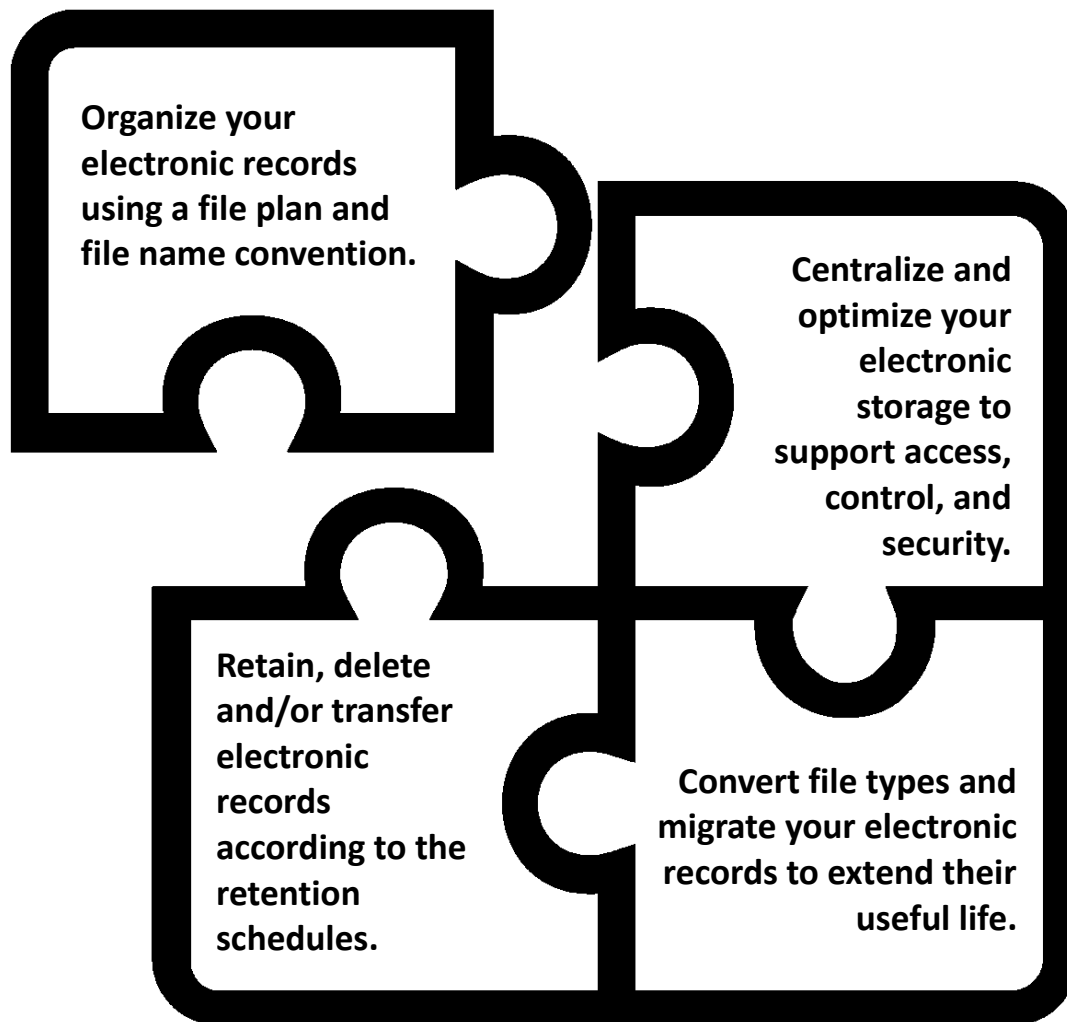 Organize your
electronic records
using a file plan and
file name convention.
Centralize and
optimize your
electronic
storage to
support access,
control, and
security.
Retain, delete
and/or transfer
electronic
records
according to the
retention
schedules.
Convert file types and
migrate your electronic
records to extend their
useful life.